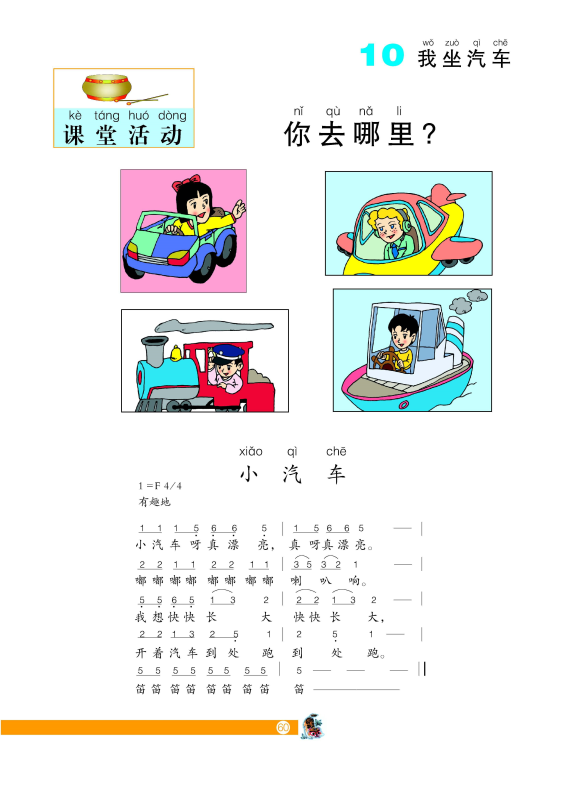 wǒ zuò qì chē
10 我坐汽车
kè táng huó dòng
课堂活动
nǐ qù nǎ li
你去哪里？
xiǎo qì chē
小汽车
1=F 4/4
有趣地
1 1 1 5 6 6 5 | 1 5 6 6 5 — |
小汽车呀真漂亮，真呀真漂亮。
2 2 1 1 2 2 1 1 | 3 5 3 2 1 — |
嘟嘟嘟嘟嘟嘟嘟嘟喇叭响。
5 5 6 5 1 3 2 | 2 2 1 3 2 — |
我想快快长大快快长大，
2 2 1 3 2 5 1 | 2 5 1 — |
开着汽车到处跑到处跑。
5 5 5 5 5 5 5 5 | 5 — — — ‖
笛笛笛笛笛笛笛笛笛————
60